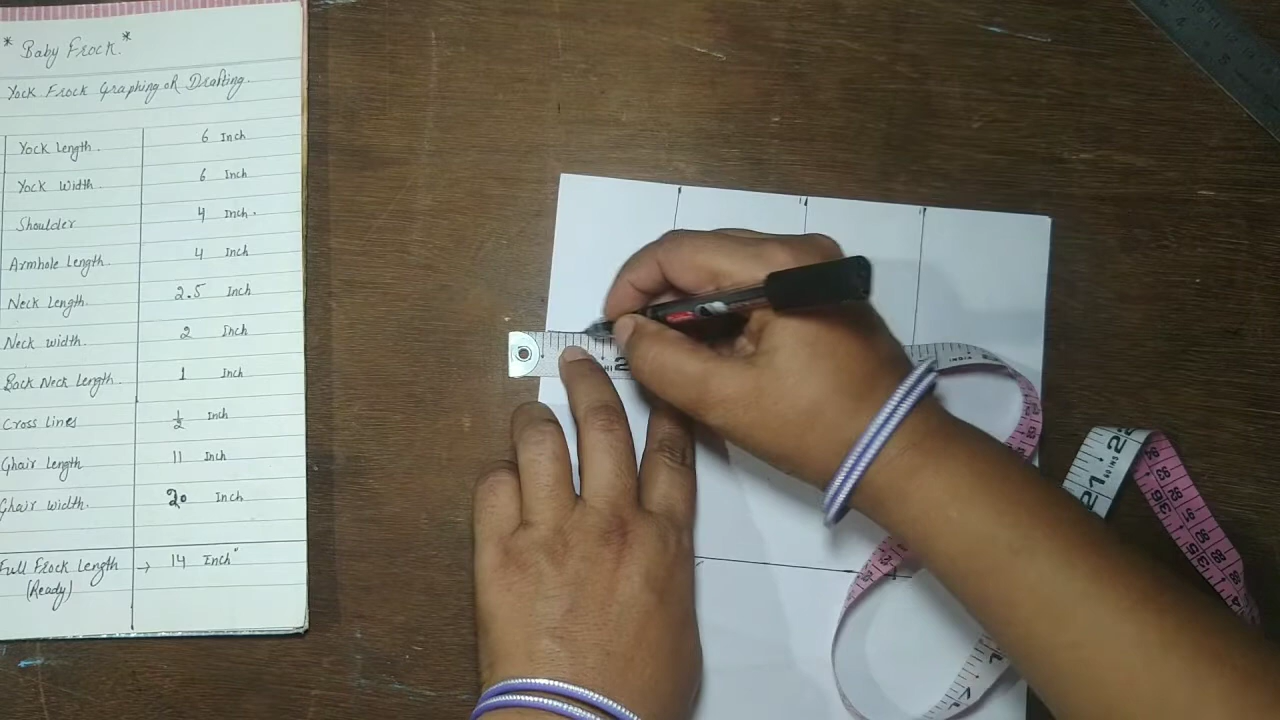 * Baby Frock. *
Yock Frock Graphing or Drafting.
Yock Length. 6 Inch
Yock Width. 6 Inch
Shoulder 4 Inch.
Armhole Length. 4 Inch
Neck Length. 2.5 Inch
Neck width. 2 Inch
Back Neck Length. 1 Inch
Cross lines 1/2 Inch
Ghair Length 11 Inch
Ghair width. 20 Inch
Full Frock Length → 14 Inch"
(Ready)